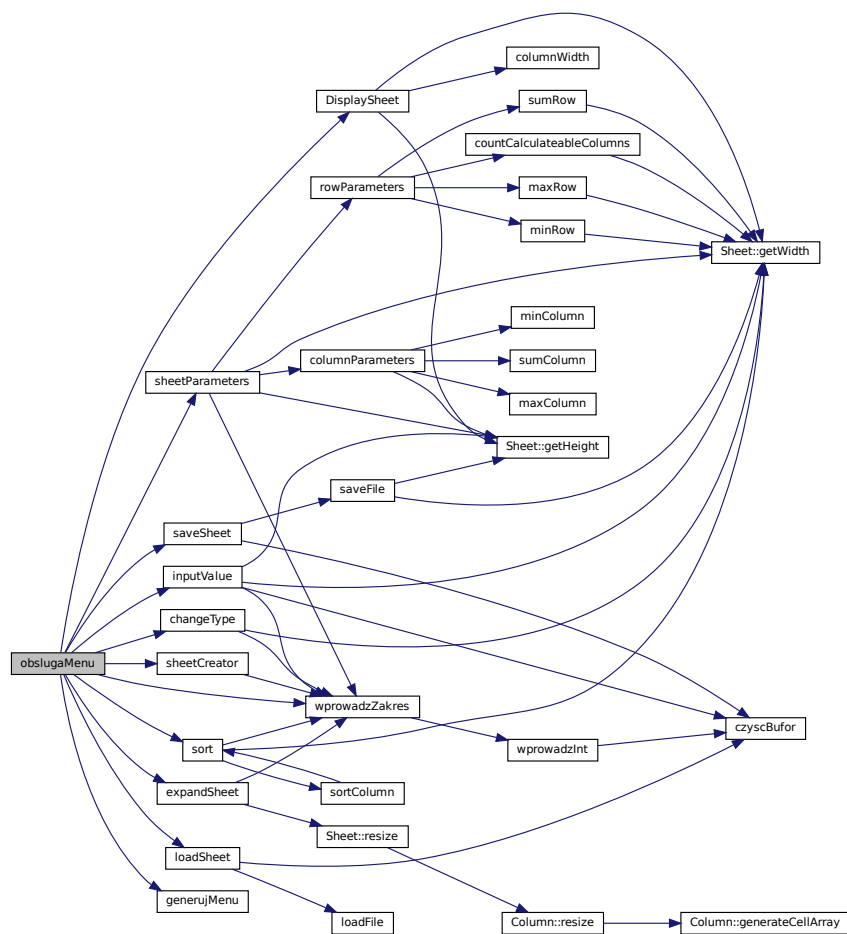 columnWidth
DisplaySheet
sumRow
countCalculateableColumns
rowParameters
maxRow
minRow
Sheet::getWidth
minColumn
columnParameters
sumColumn
sheetParameters
maxColumn
Sheet::getHeight
saveFile
saveSheet
inputValue
changeType
obslugaMenu
sheetCreator
wprowadzZakres
czyscBufor
sort
wprowadzInt
expandSheet
sortColumn
Sheet::resize
loadSheet
generujMenu
loadFile
Column::resize
Column::generateCellArray